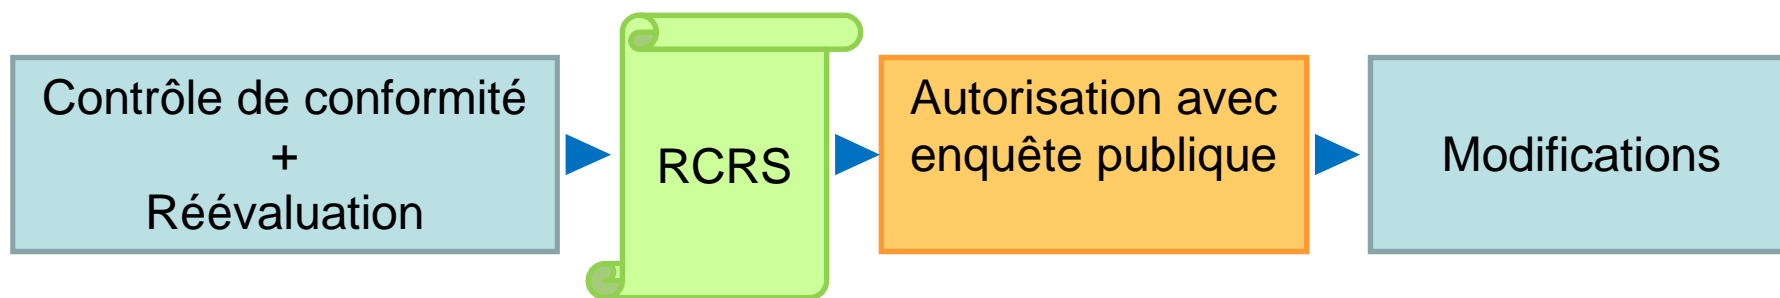 Contrôle de conformité
+
Réévaluation
RCRS
Autorisation avec
enquête publique
Modifications